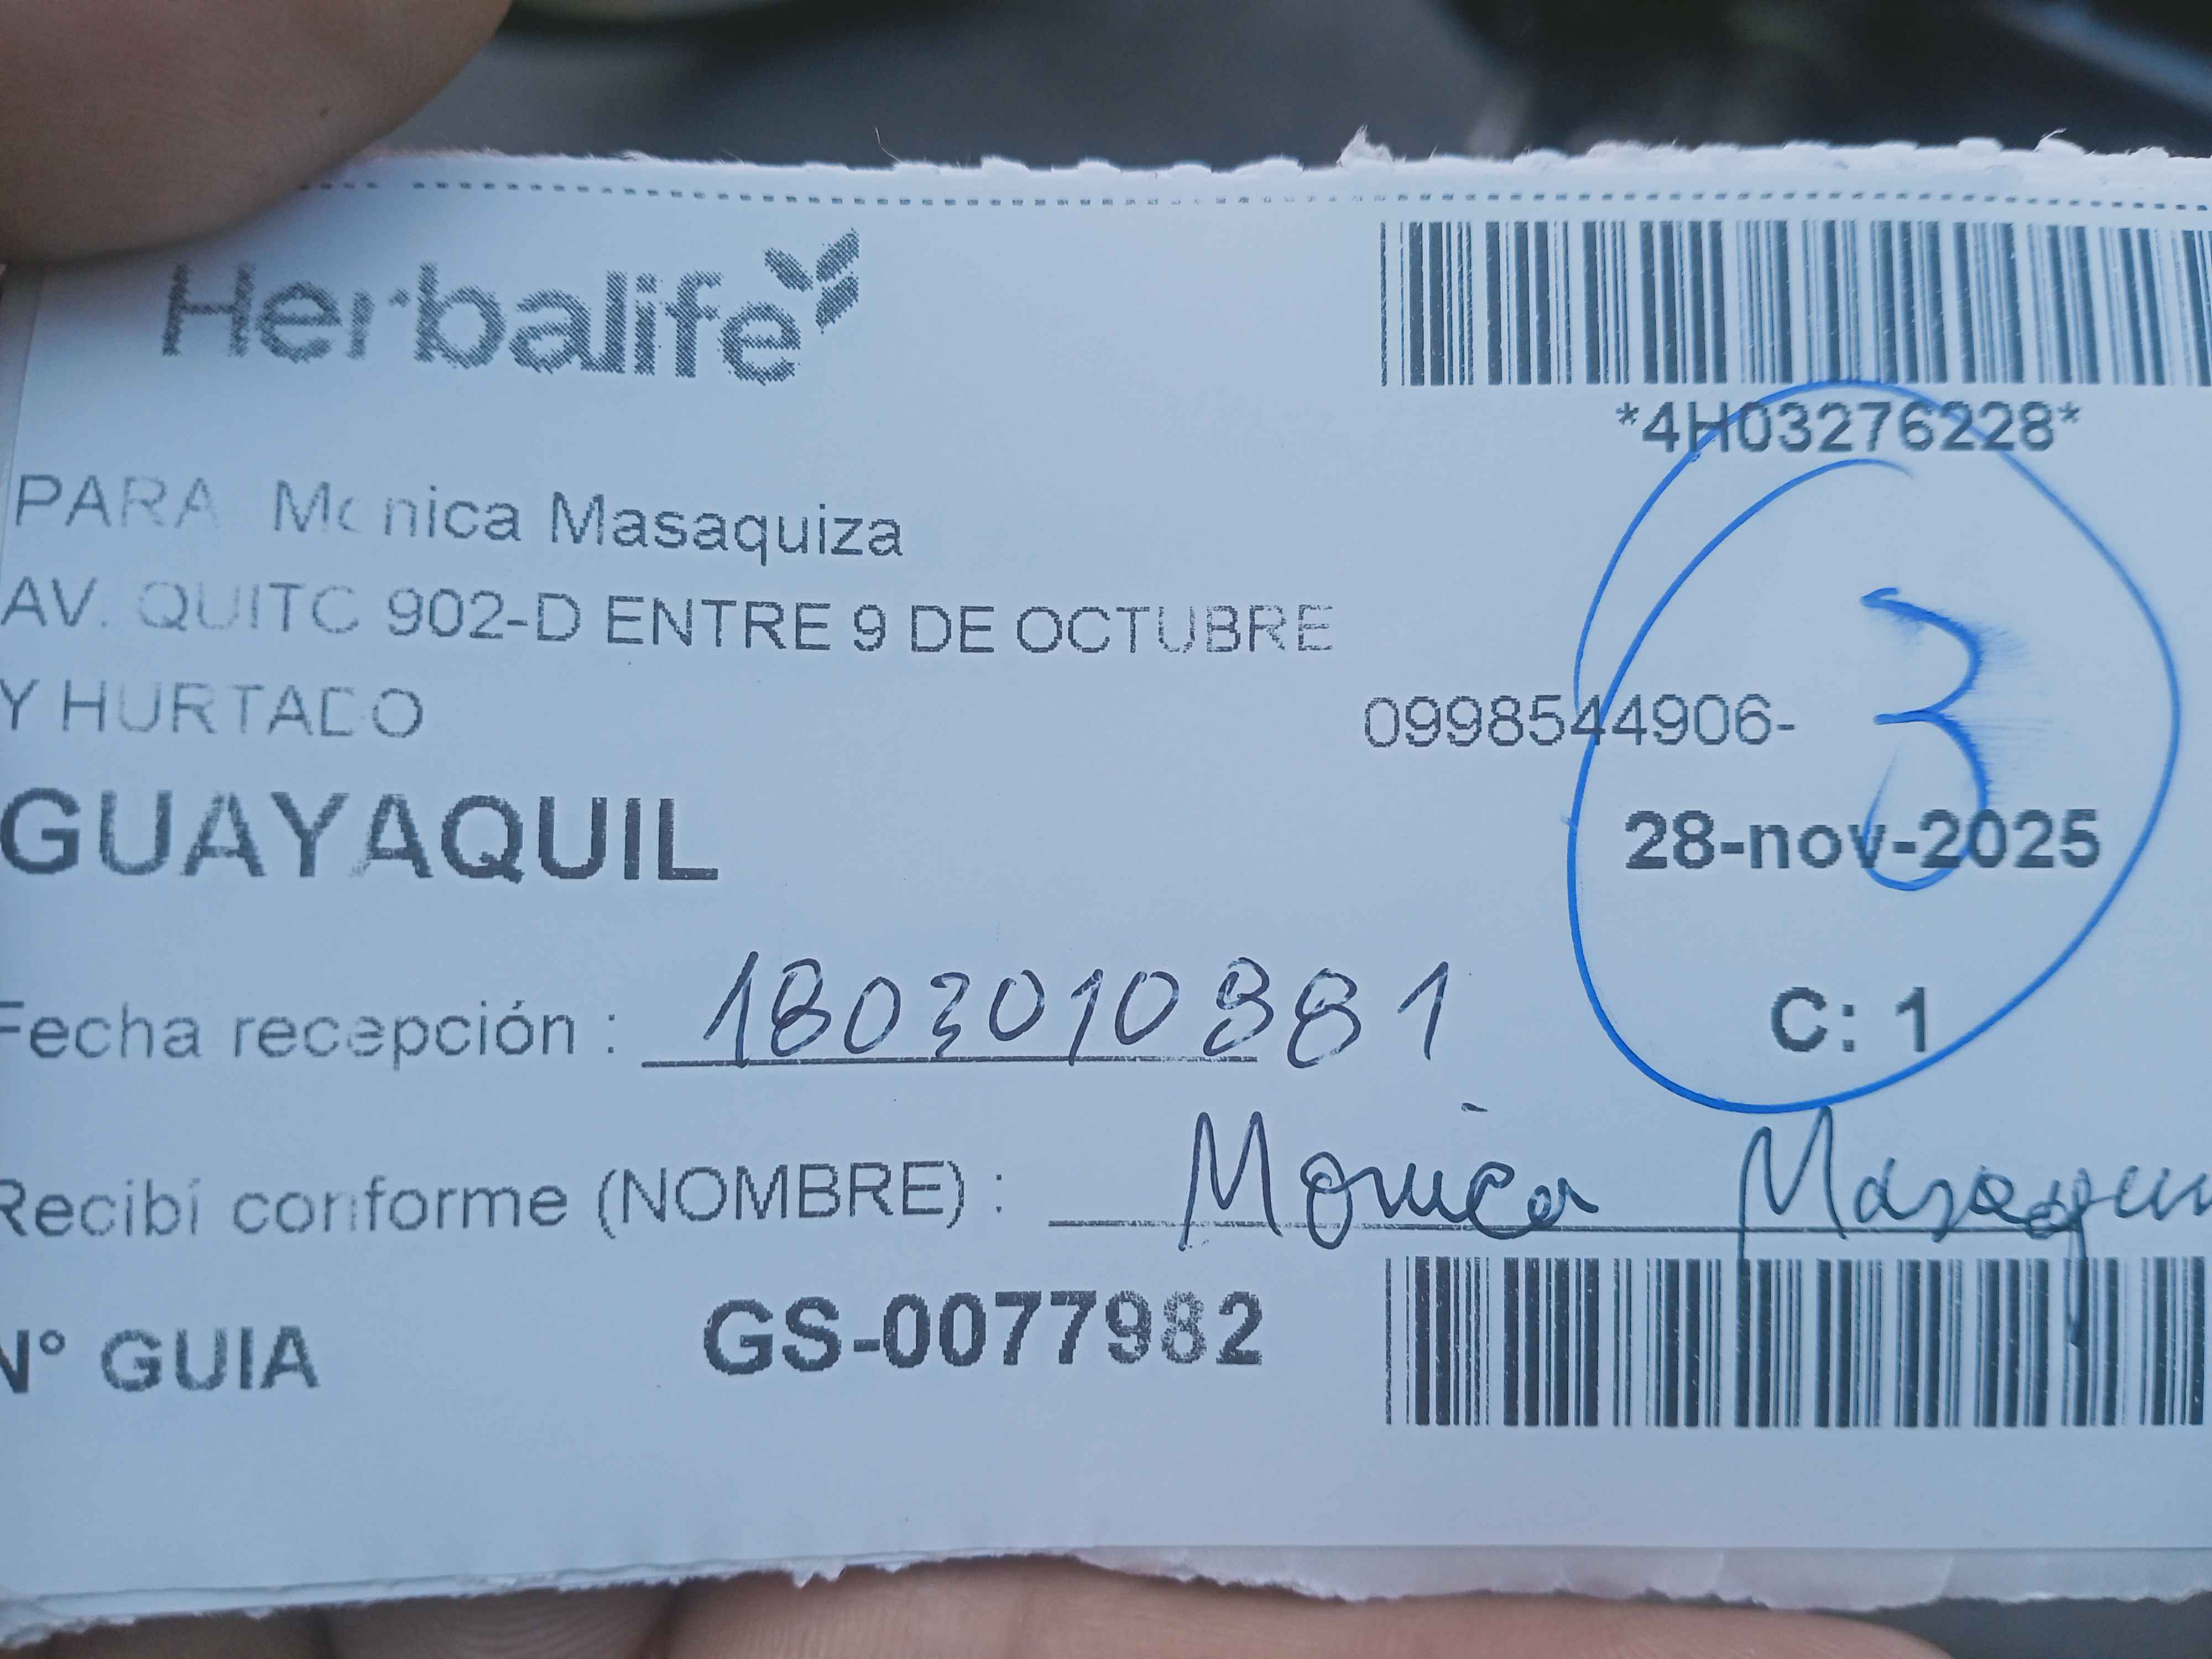 Herbalife
*4H03276228*
PARA Monica Masaquiza
AV. QUITO 902-D ENTRE 9 DE OCTUBRE
Y HURTADO
0998544906-
3
GUAYAQUIL
28-nov-2025
Fecha recepción : 1803010881
C: 1
Recibí conforme (NOMBRE) : Monica Masaqui
N° GUIA GS-0077982